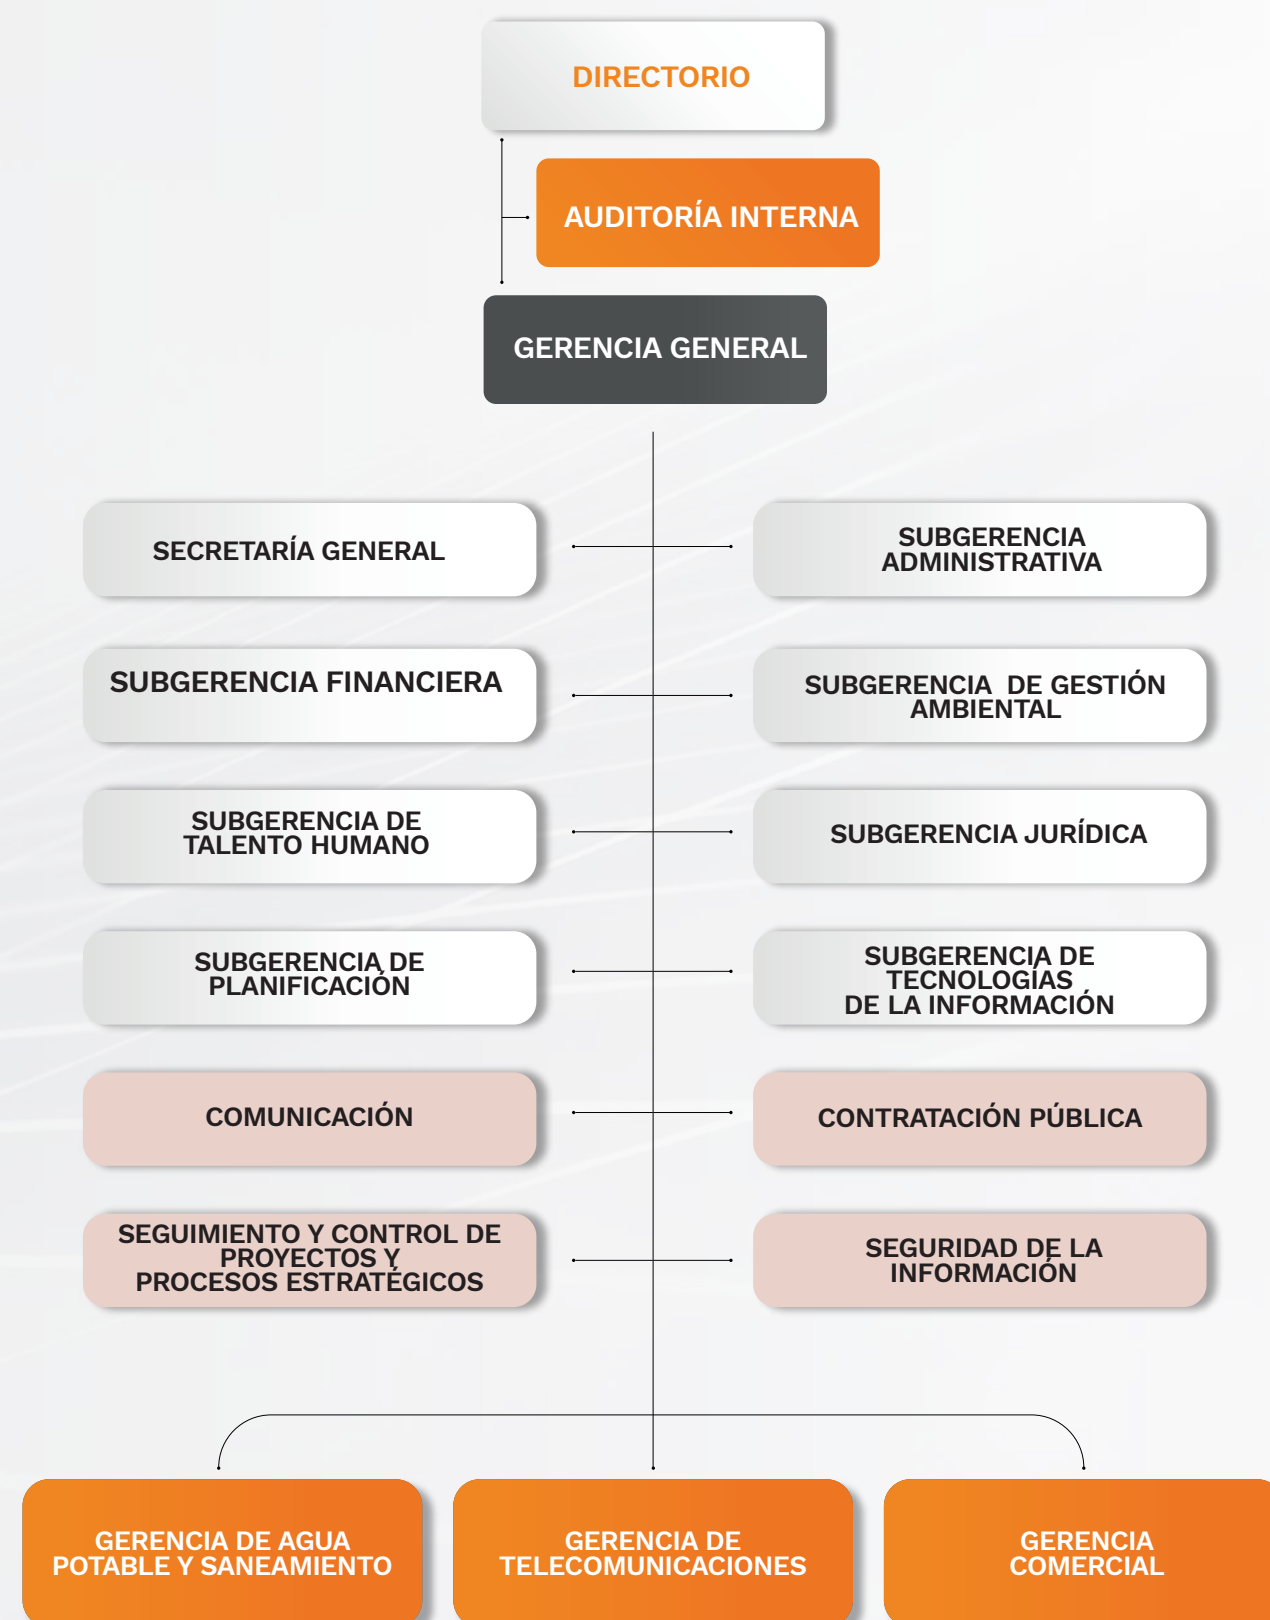 DIRECTORIO
AUDITORÍA INTERNA
GERENCIA GENERAL
SECRETARÍA GENERAL
SUBGERENCIA
ADMINISTRATIVA
SUBGERENCIA FINANCIERA
SUBGERENCIA DE GESTIÓN
AMBIENTAL
SUBGERENCIA DE
TALENTO HUMANO
SUBGERENCIA JURÍDICA
SUBGERENCIA DE
PLANIFICACIÓN
SUBGERENCIA DE
TECNOLOGÍAS
DE LA INFORMACIÓN
COMUNICACIÓN
CONTRATACIÓN PÚBLICA
SEGUIMIENTO Y CONTROL DE
PROYECTOS Y
PROCESOS ESTRATÉGICOS
SEGURIDAD DE LA
INFORMACIÓN
GERENCIA DE AGUA
POTABLE Y SANEAMIENTO
GERENCIA DE
TELECOMUNICACIONES
GERENCIA
COMERCIAL